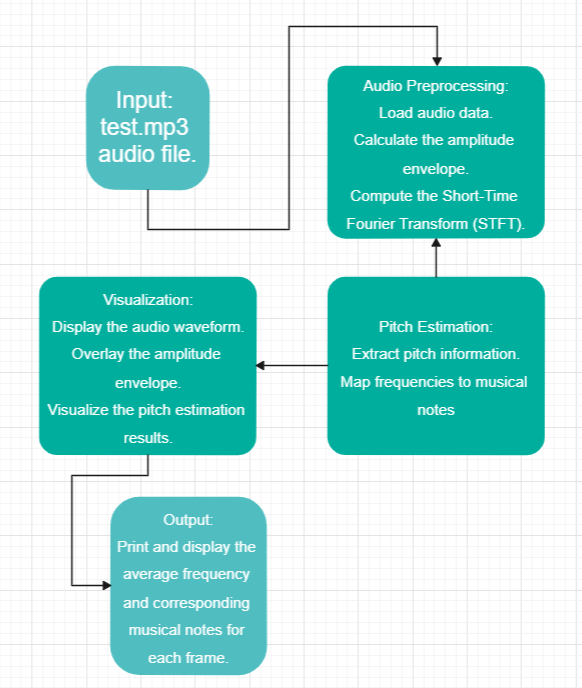 Input:
test.mp3
audio file.
Audio Preprocessing:
Load audio data.
Calculate the amplitude
envelope.
Compute the Short-Time
Fourier Transform (STFT).
Pitch Estimation:
Extract pitch information.
Map frequencies to musical
notes
Visualization:
Display the audio waveform.
Overlay the amplitude
envelope.
Visualize the pitch estimation
results.
Output:
Print and display the
average frequency
and corresponding
musical notes for
each frame.